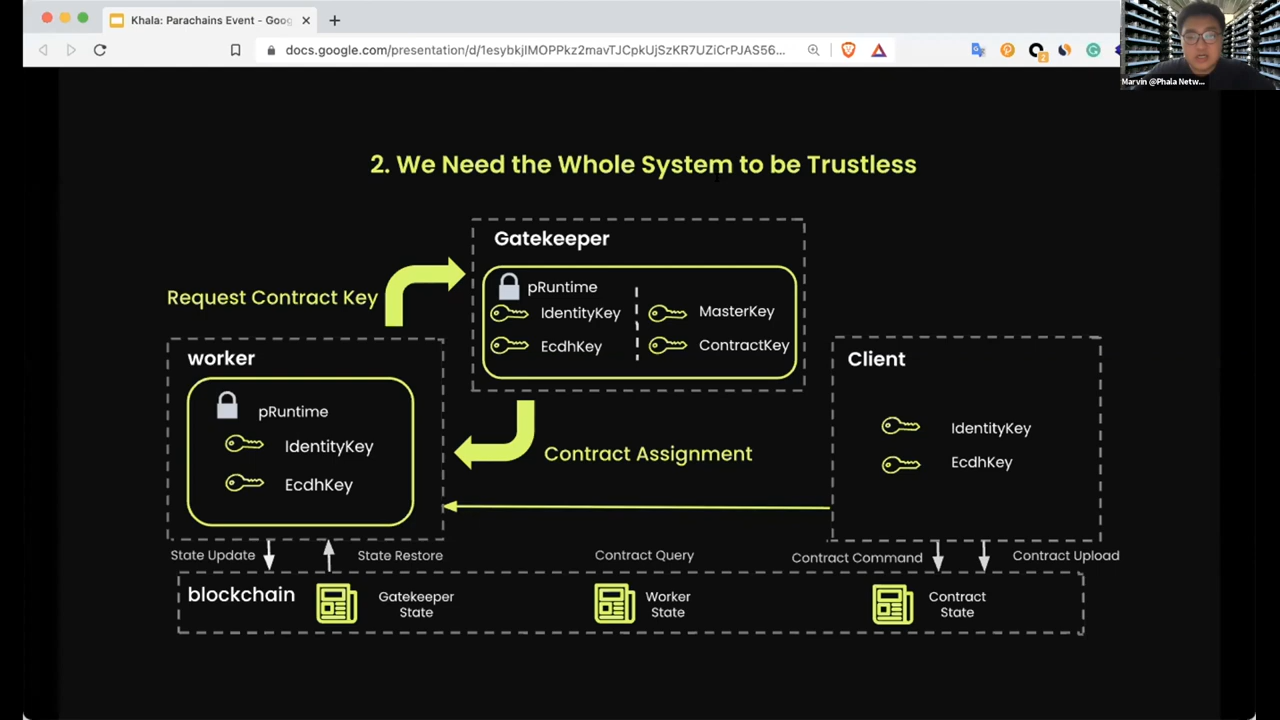 Khala: Parachains Event - Goog
docs.google.com/presentation/d/1esybkjlMOPPkz2mavTJCpkUjSzKR7UZiCrPJAS56...
2
Marvin @Phala Netw...
2. We Need the Whole System to be Trustless
Gatekeeper
pRuntime
IdentityKey
MasterKey
EcdhKey
ContractKey
Request Contract Key
worker
pRuntime
IdentityKey
EcdhKey
Contract Assignment
Client
IdentityKey
EcdhKey
State Update
State Restore
Contract Query
Contract Command
Contract Upload
blockchain
Gatekeeper
State
Worker
State
Contract
State